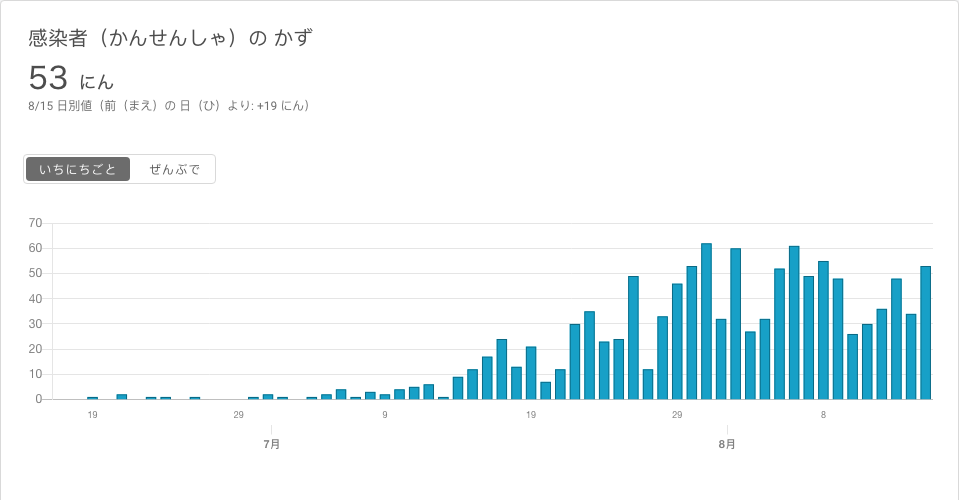 感染者（かんせんしゃ）の かず
53 にん
8/15 日別値（前（まえ）の 日（ひ）より: +19 にん）
いちにちごと ぜんぶで
70
60
50
40
30
20
10
0
19 29 9 19 29 8
7月 8月